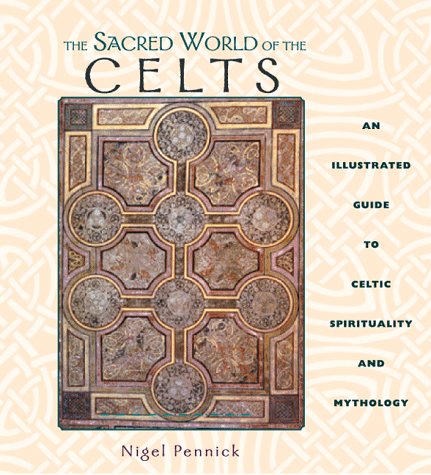 THE SACRED WORLD OF THE
CELTS
AN
ILLUSTRATED
GUIDE
TO
CELTIC
SPIRITUALITY
AND
MYTHOLOGY
Nigel Pennick